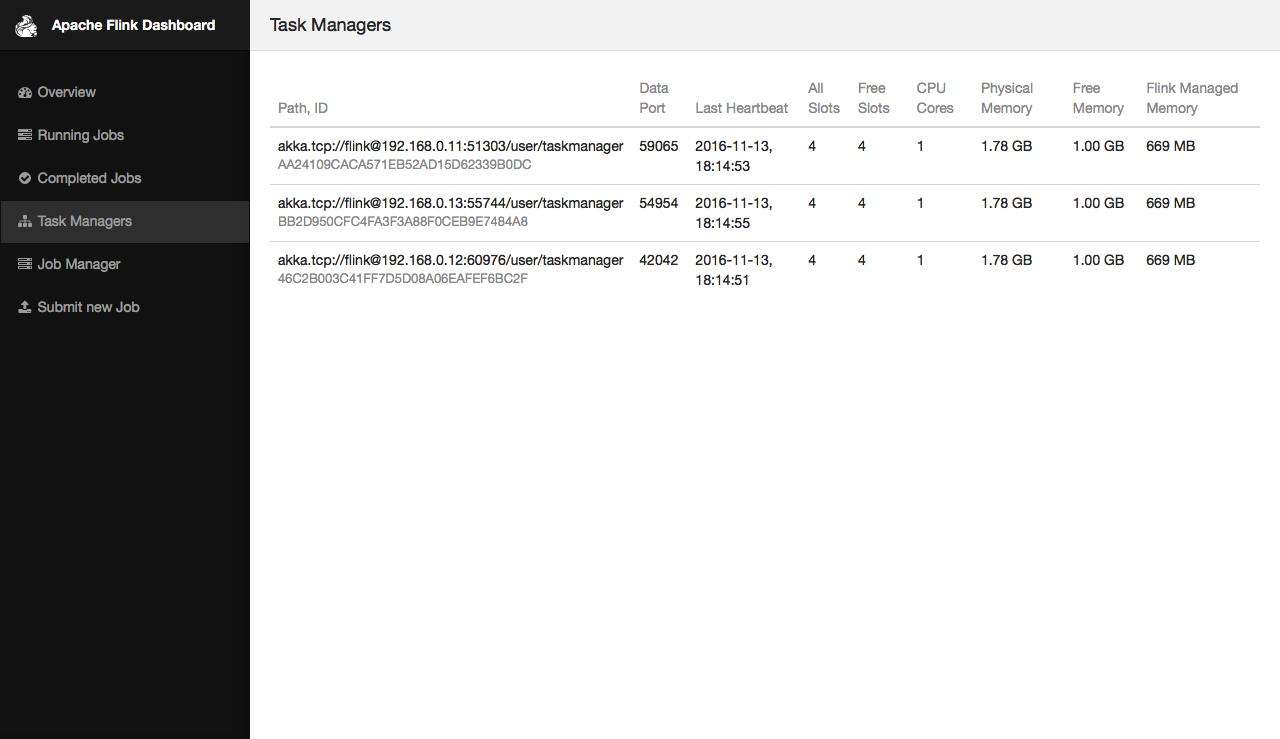 Apache Flink Dashboard
Task Managers
Overview
Running Jobs
Completed Jobs
Task Managers
Job Manager
Submit new Job
Path, ID
Data Port
Last Heartbeat
All Slots
Free Slots
CPU Cores
Physical Memory
Free Memory
Flink Managed Memory
akka.tcp://flink@192.168.0.11:51303/user/taskmanager 59065 2016-11-13, 4 4 1 1.78 GB 1.00 GB 669 MB
AA24109CACA571EB52AD15D62339B0DC 18:14:53
akka.tcp://flink@192.168.0.13:55744/user/taskmanager 54954 2016-11-13, 4 4 1 1.78 GB 1.00 GB 669 MB
BB2D950CFC4FA3F3A88F0CEB9E7484A8 18:14:55
akka.tcp://flink@192.168.0.12:60976/user/taskmanager 42042 2016-11-13, 4 4 1 1.78 GB 1.00 GB 669 MB
46C2B003C41FF7D5D08A06EAFEF6BC2F 18:14:51